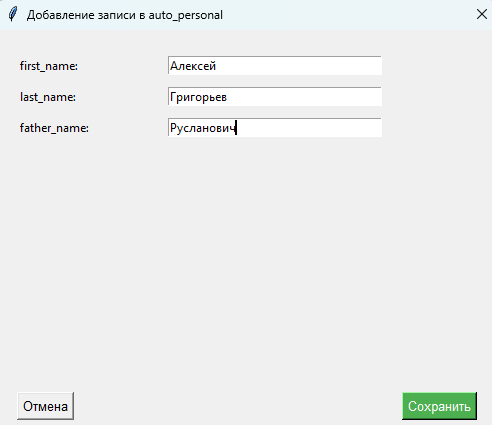 Добавление записи в auto_personal
first_name: Алексей
last_name: Григорьев
father_name: Русланович
Отмена Сохранить